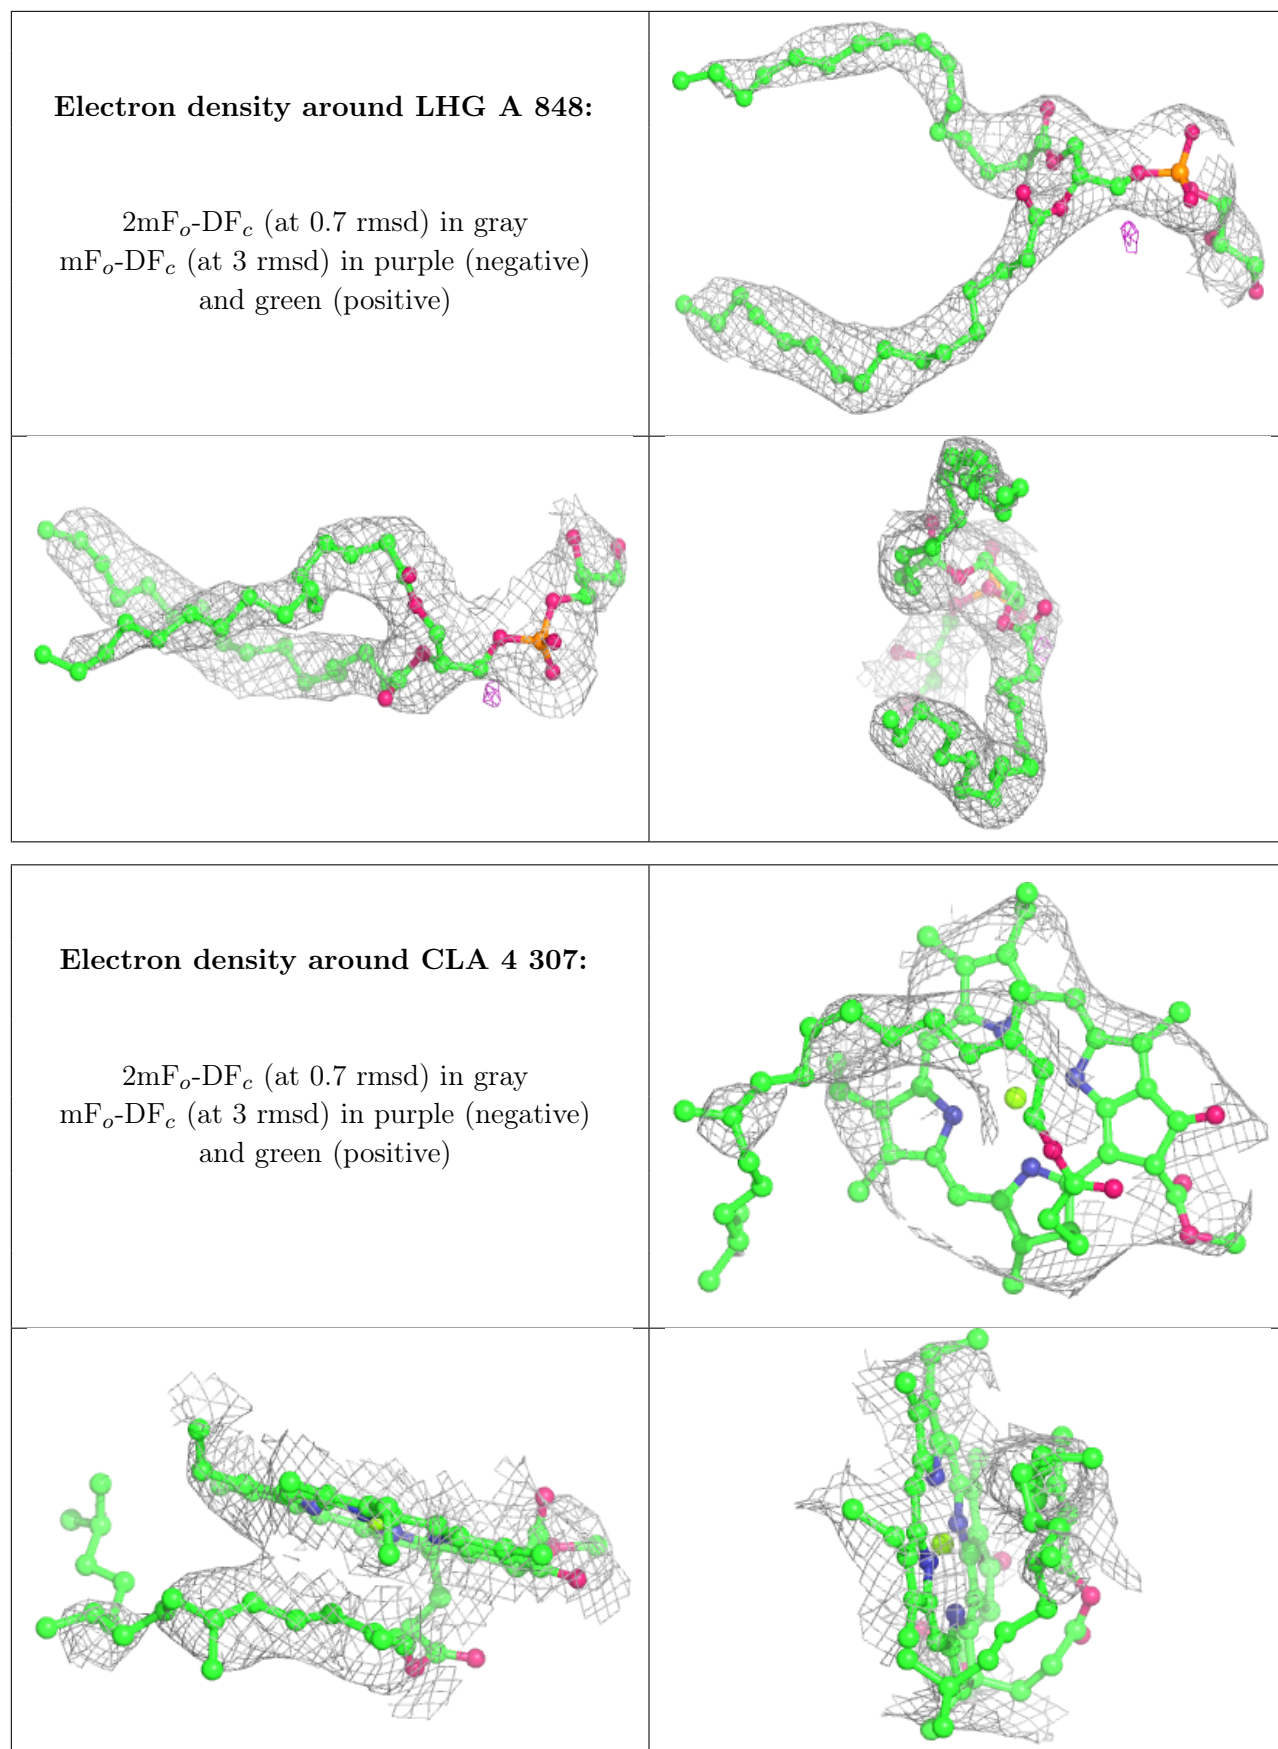 Electron density around LHG A 848:
2mFₒ-DF𝒸 (at 0.7 rmsd) in gray
mFₒ-DF𝒸 (at 3 rmsd) in purple (negative)
and green (positive)
Electron density around CLA 4 307:
2mFₒ-DF𝒸 (at 0.7 rmsd) in gray
mFₒ-DF𝒸 (at 3 rmsd) in purple (negative)
and green (positive)